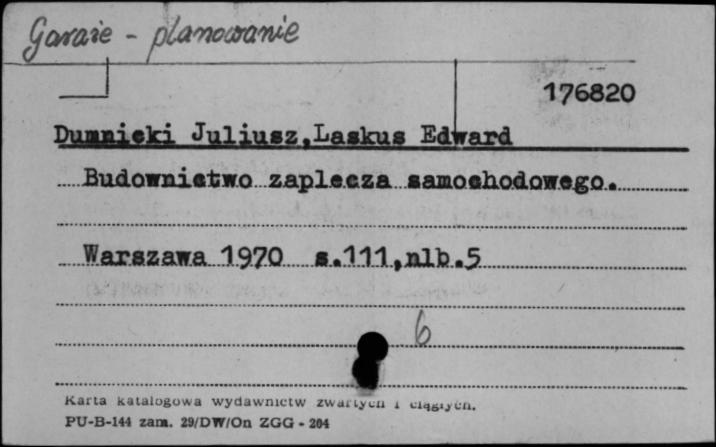 Garaże - planowanie
176820
Dumnicki Juliusz,Laskus Edward
Budownictwo zaplecza samochodowego.
Warszawa 1970 s.111,nlb.5
6
Karta katalogowa wydawnictw zwartych i ciągłych.
PU-B-144 zam. 29/DW/On ZGG - 204